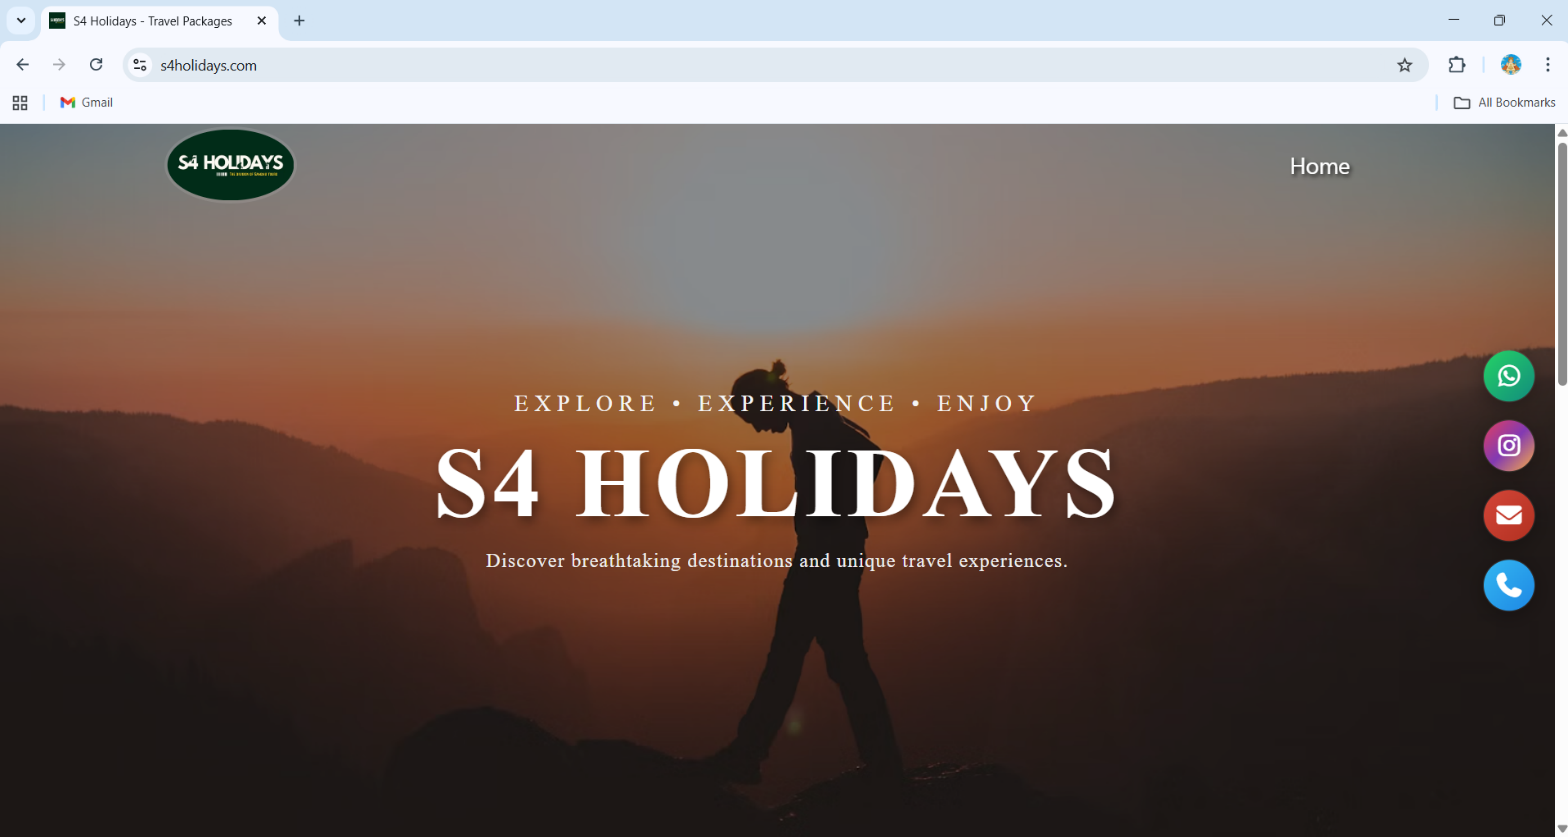 S4 Holidays - Travel Packages
s4holidays.com
Gmail
All Bookmarks
S4 HOLIDAYS
Home
EXPLORE • EXPERIENCE • ENJOY
S4 HOLIDAYS
Discover breathtaking destinations and unique travel experiences.